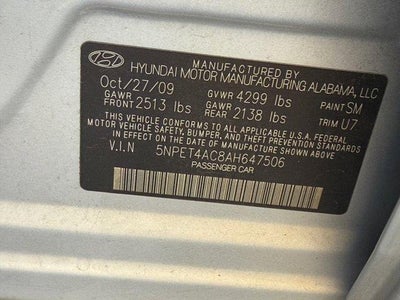 MANUFACTURED BY
HYUNDAI MOTOR MANUFACTURING ALABAMA, LLC
Oct/27/09 GVWR 4299 lbs PAINT SM
GAWR FRONT 2513 lbs GAWR REAR 2138 lbs TRIM U7
THIS VEHICLE CONFORMS TO ALL APPLICABLE U.S.A. FEDERAL
MOTOR VEHICLE SAFETY, BUMPER, AND THEFT PREVENTION STANDARDS
IN EFFECT ON THE DATE OF MANUFACTURE SHOWN ABOVE.
V.I.N 5NPET4AC8AH647506
PASSENGER CAR